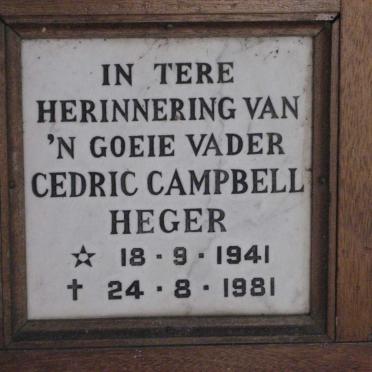 IN TERE
HERINNERING VAN
'N GOEIE VADER
CEDRIC CAMPBELL
HEGER
☆ 18 · 9 · 1941
† 24 · 8 · 1981